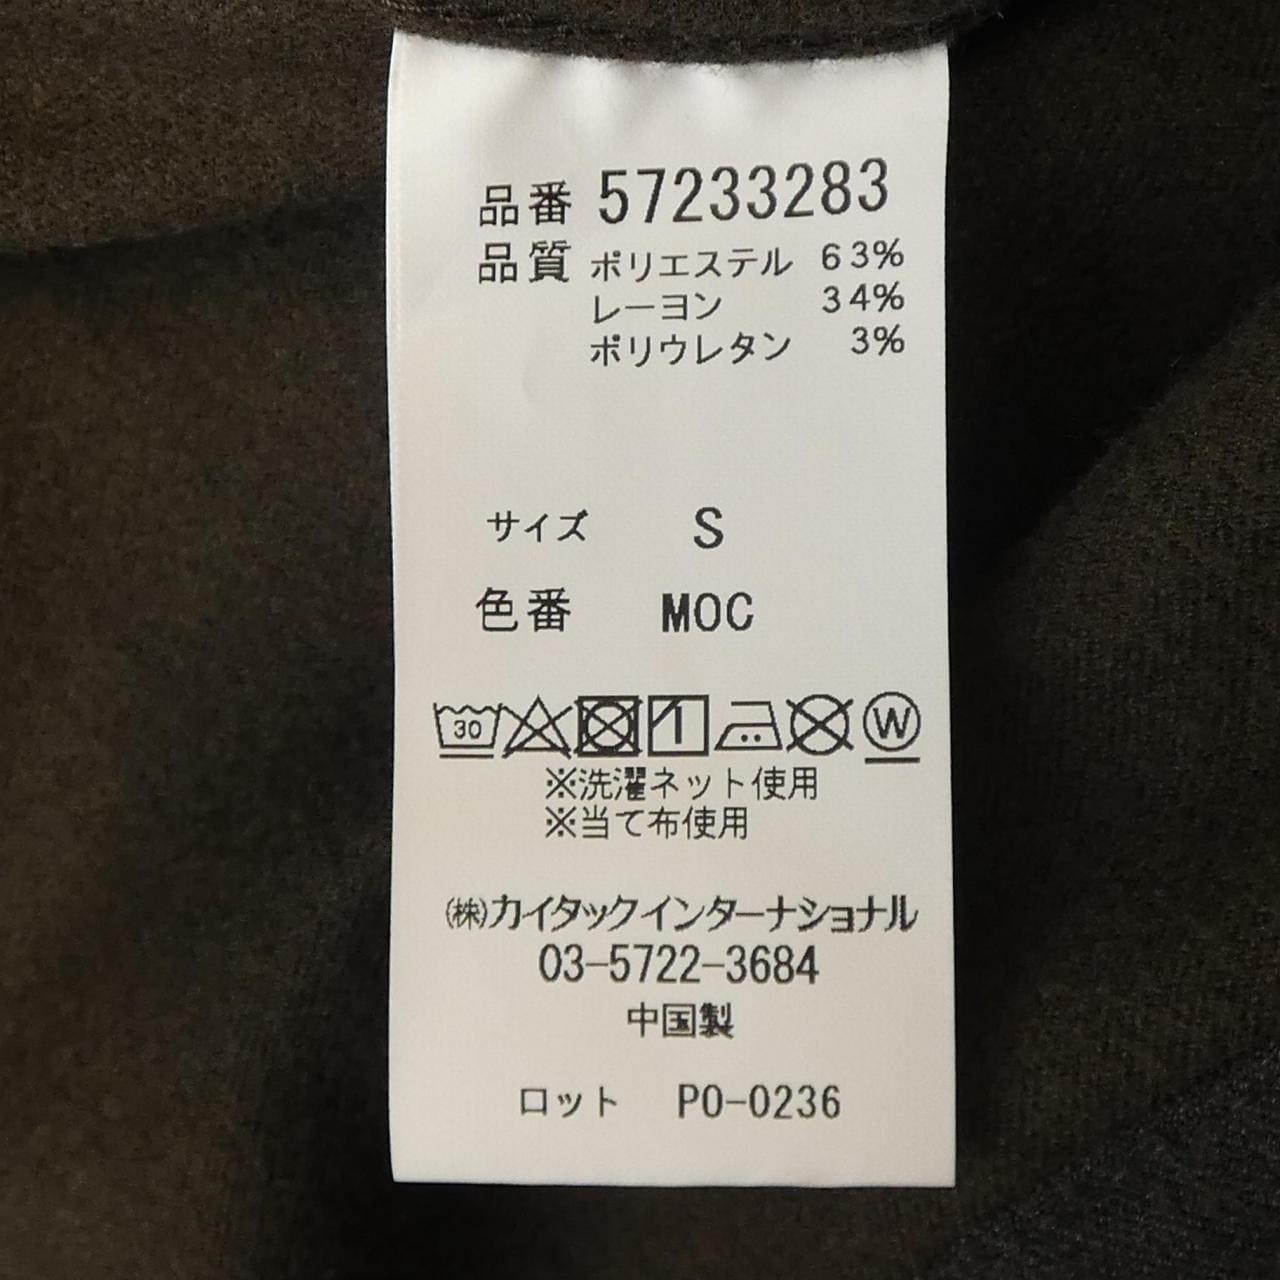 品番 57233283
品質 ポリエステル 63%
レーヨン 34%
ポリウレタン 3%
サイズ S
色番 MOC
30 W
※洗濯ネット使用
※当て布使用
㈱カイタックインターナショナル
03-5722-3684
中国製
ロット PO-0236